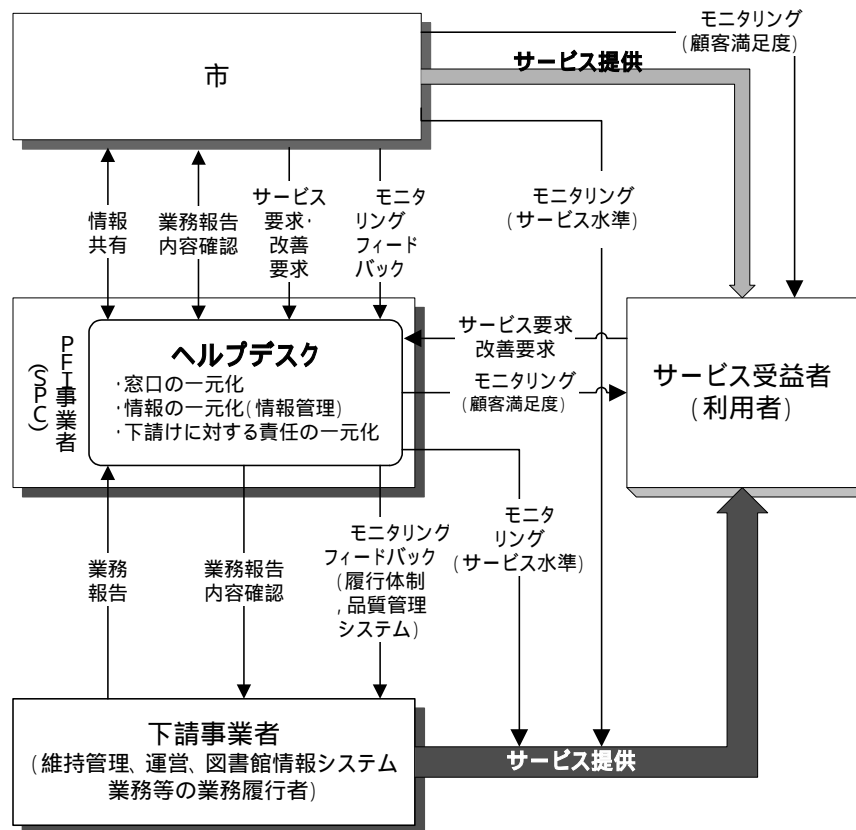 市
モニタリング
(顧客満足度)
サービス提供
情報
共有
業務報告
内容確認
サービス
要求・
改善
要求
モニタ
リング
フィード
バック
モニタリング
(サービス水準)
PFI事業者
(SPC)
ヘルプデスク
・窓口の一元化
・情報の一元化(情報管理)
・下請けに対する責任の一元化
サービス要求
改善要求
モニタリング
(顧客満足度)
サービス受益者
(利用者)
業務
報告
業務報告
内容確認
モニタリング
フィードバック
(履行体制
,品質管理
システム)
モニタ
リング
(サービス水準)
下請事業者
(維持管理、運営、図書館情報システム
業務等の業務履行者)
サービス提供